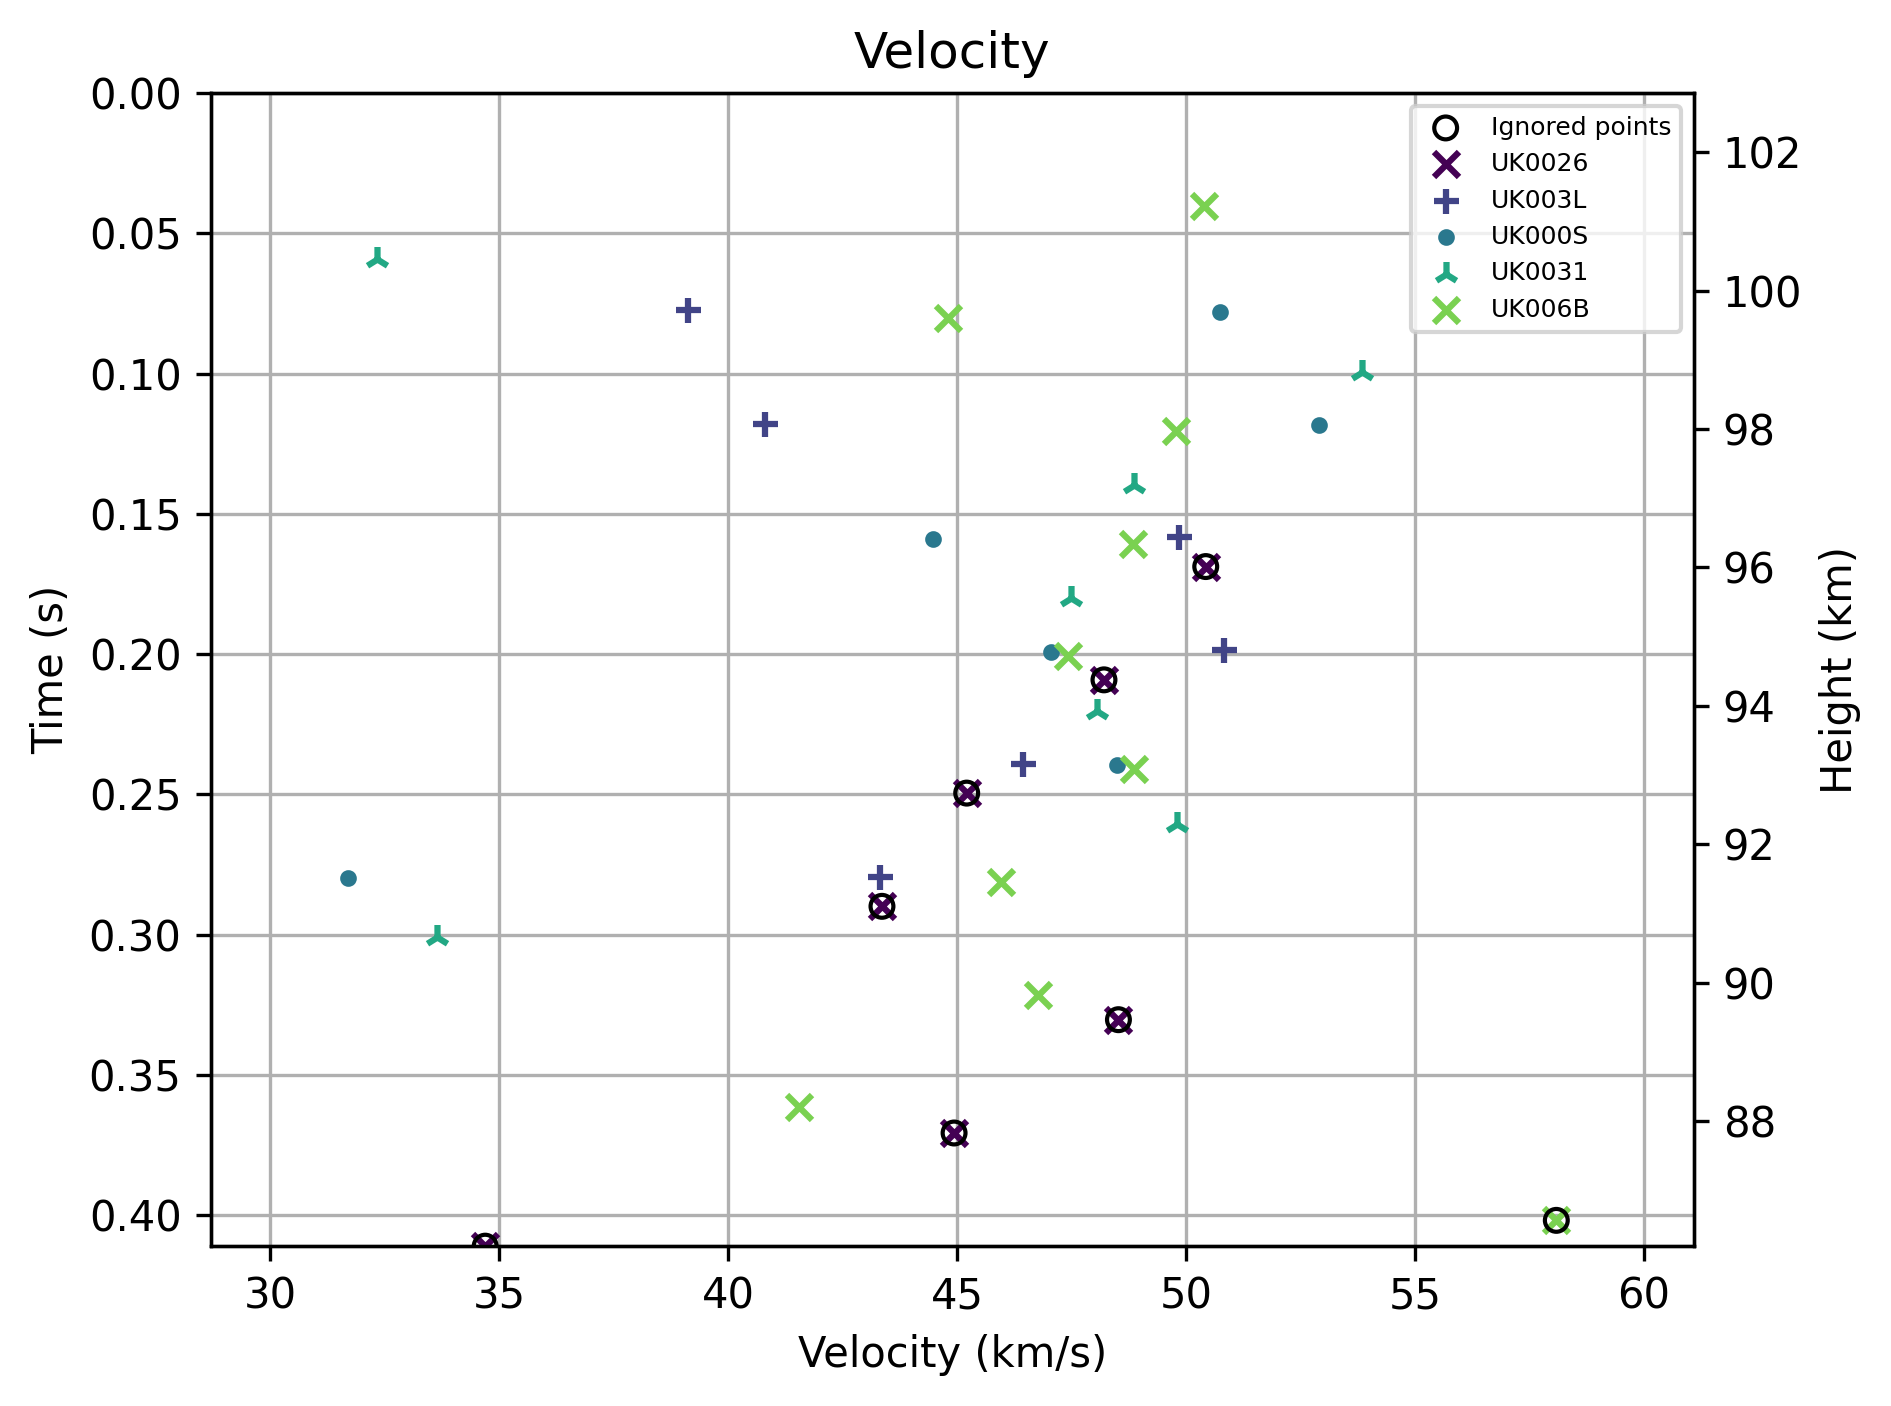 Velocity
Ignored points
UK0026
UK003L
UK000S
UK0031
UK006B
0.00
0.05
0.10
0.15
0.20
0.25
0.30
0.35
0.40
Time (s)
102
100
98
96
94
92
90
88
Height (km)
30 35 40 45 50 55 60
Velocity (km/s)